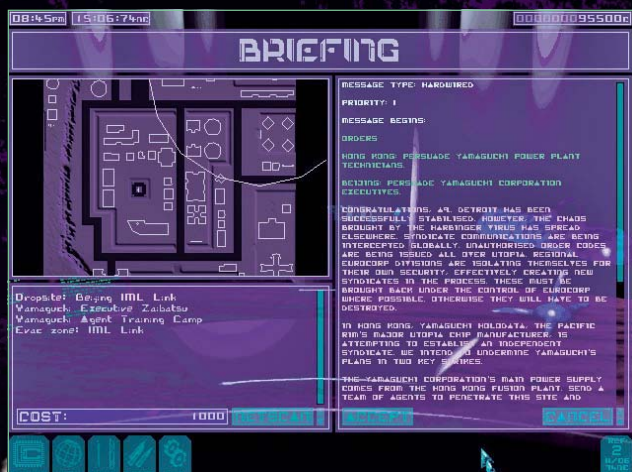 08:45PM 15:06:74NC
000000095500C
BRIEFING
MESSAGE TYPE: HARDWIRED
PRIORITY: 1
MESSAGE BEGINS:
ORDERS
HONG KONG: PERSUADE YAMAGUCHI POWER PLANT
TECHNICIANS.
BEIJING: PERSUADE YAMAGUCHI CORPORATION
EXECUTIVES.
CONGRATULATIONS, DETROIT HAS BEEN
SUCCESSFULLY STABILISED. HOWEVER, THE CHAOS
BROUGHT BY THE HARBINGER VIRUS HAS SPREAD
ELSEWHERE. SYNDICATE COMMUNICATIONS ARE BEING
INTERCEPTED GLOBALLY. UNAUTHORISED ORDER CODES
ARE BEING ISSUED ALL OVER UTOPIA. REGIONAL
EUROCORP DIVISIONS ARE ISOLATING THEMSELVES FOR
THEIR OWN SECURITY, EFFECTIVELY CREATING NEW
SYNDICATES IN THE PROCESS. THESE MUST BE
BROUGHT BACK UNDER THE CONTROL OF EUROCORP
WHERE POSSIBLE. OTHERWISE THEY WILL HAVE TO BE
DESTROYED.
IN HONG KONG, YAMAGUCHI HOLODATA, THE PACIFIC
RIM'S MAJOR UTOPIA CHIP MANUFACTURER, IS
ATTEMPTING TO ESTABLISH AN INDEPENDENT
SYNDICATE. WE INTEND TO UNDERMINE YAMAGUCHI'S
PLANS IN TWO KEY STRIKES.
THE YAMAGUCHI CORPORATION'S MAIN POWER SUPPLY
COMES FROM THE HONG KONG FUSION PLANT. SEND A
TEAM OF AGENTS TO PENETRATE THIS SITE AND
Dropsite: Beijing IML Link
Yamaguchi Executive Zaibatsu
Yamaguchi Agent Training Camp
Evac zone: IML Link
COST: 1000
ACCEPT CANCEL
2